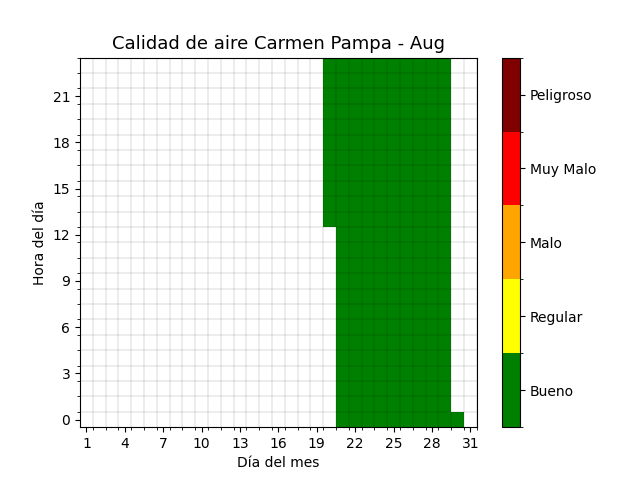 Calidad de aire Carmen Pampa - Aug
Hora del día
21
18
15
12
9
6
3
0
1 4 7 10 13 16 19 22 25 28 31
Día del mes
Peligroso
Muy Malo
Malo
Regular
Bueno